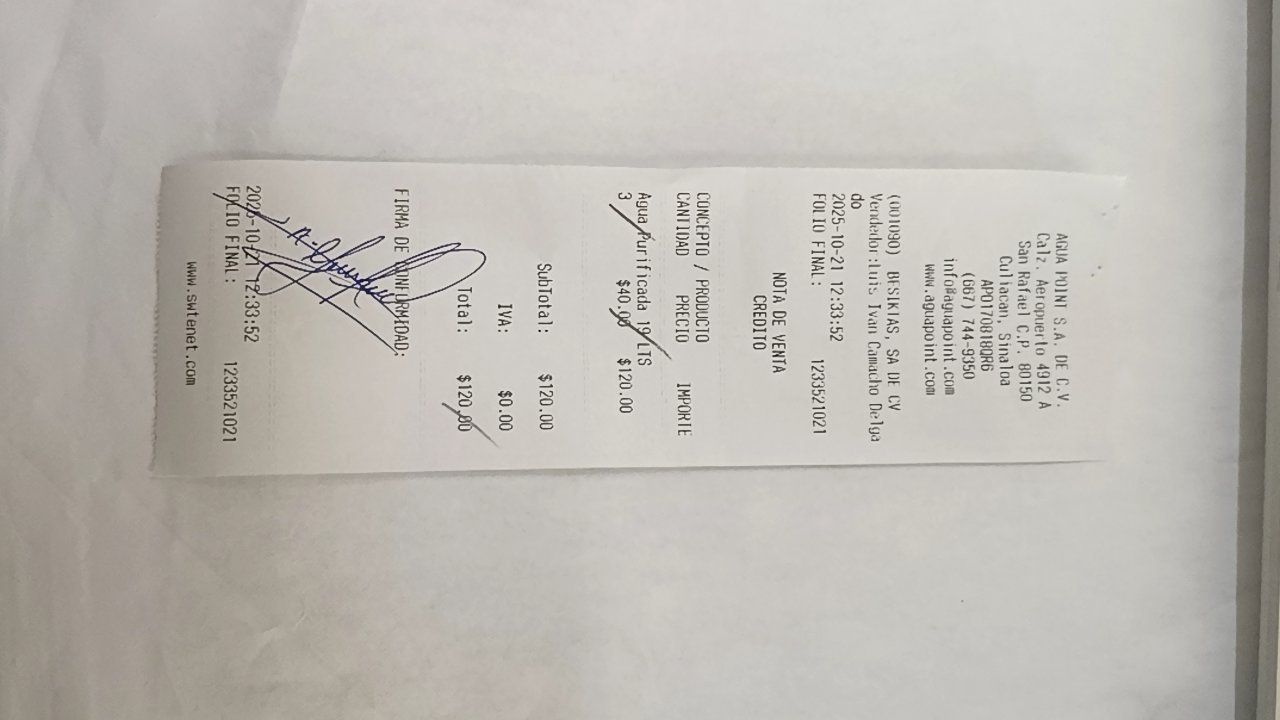 AGUA POINT S.A. DE C.V.
Calz. Aeropuerto 4912 A
San Rafael C.P. 80150
Culiacan, Sinaloa
APO170818QR6
(667) 744-9350
info@aguapoint.com
www.aguapoint.com
(001090) BESIKIAS, SA DE CV
Vendedor:Luis Ivan Camacho Delga
do
2025-10-21 12:33:52
FOLIO FINAL: 1233521021
NOTA DE VENTA
CREDITO
CONCEPTO / PRODUCTO
CANTIDAD PRECIO IMPORTE
Agua Purificada 19 LTS
3 $40.00 $120.00
SubTotal: $120.00
IVA: $0.00
Total: $120.00
FIRMA DE CONFORMIDAD:
2025-10-21 12:33:52
FOLIO FINAL: 1233521021
www.swtenet.com